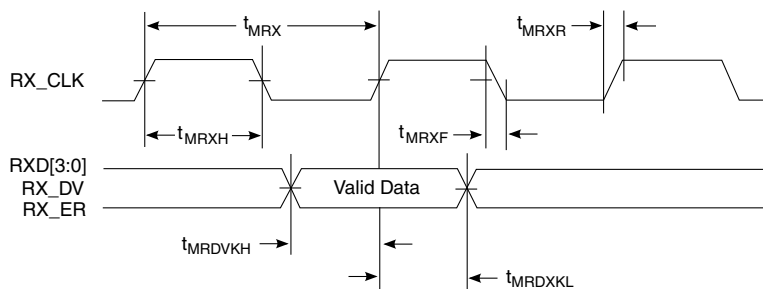 tMRX
tMRXR
RX_CLK
tMRXH
tMRXF
RXD[3:0]
RX_DV
Valid Data
RX_ER
tMRDVKH
tMRDXKL